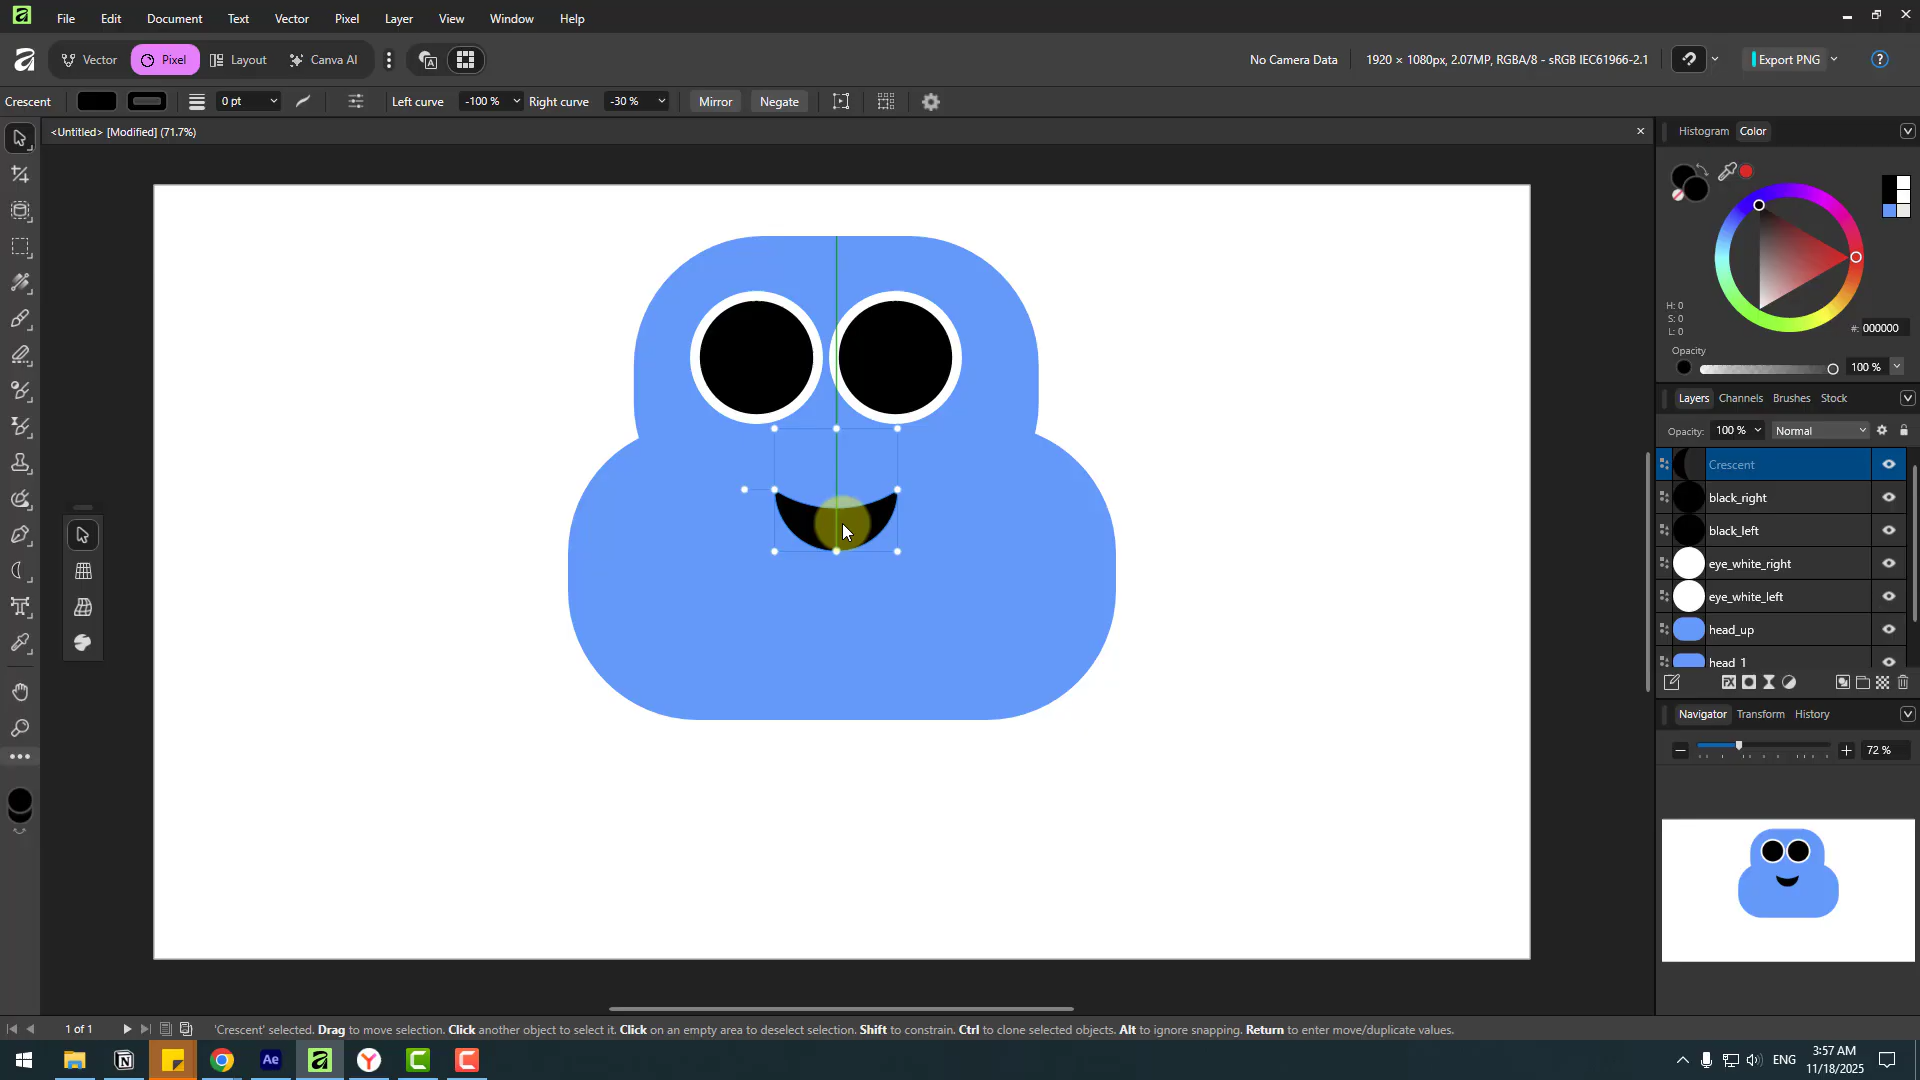 File Edit Document Text Vector Pixel Layer View Window Help
Vector Pixel Layout Canva AI No Camera Data 1920 × 1080px, 2.07MP, RGBA/8 - sRGB IEC61966-2.1 Export PNG
Crescent 0 pt Left curve -100 % Right curve -30 % Mirror Negate
<Untitled> [Modified] (71.7%)
Histogram Color
H: 0
S: 0
L: 0
#: 000000
Opacity
100 %
Layers Channels Brushes Stock
Opacity: 100 % Normal
Crescent
black_right
black_left
eye_white_right
eye_white_left
head_up
head_1
FX
Navigator Transform History
72 %
1 of 1 'Crescent' selected. Drag to move selection. Click another object to select it. Click on an empty area to deselect selection. Shift to constrain. Ctrl to clone selected objects. Alt to ignore snapping. Return to enter move/duplicate values.
Ae ENG 3:57 AM
11/18/2025